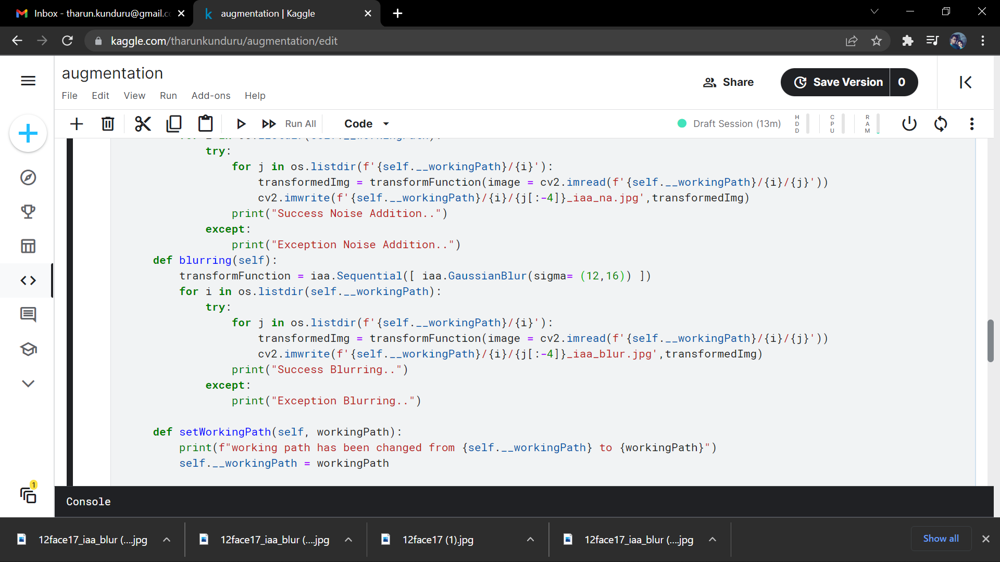 Inbox - tharun.kunduru@gmail.c
augmentation | Kaggle
kaggle.com/tharunkunduru/augmentation/edit
augmentation
File Edit View Run Add-ons Help
Share
Save Version 0
Run All
Code
Draft Session (13m)
HDD
CPU
RAM
for i in os.listdir(self.__workingPath):
try:
for j in os.listdir(f'{self.__workingPath}/{i}'):
transformedImg = transformFunction(image = cv2.imread(f'{self.__workingPath}/{i}/{j}'))
cv2.imwrite(f'{self.__workingPath}/{i}/{j[:-4]}_iaa_na.jpg',transformedImg)
print("Success Noise Addition..")
except:
print("Exception Noise Addition..")
def blurring(self):
transformFunction = iaa.Sequential([ iaa.GaussianBlur(sigma= (12,16)) ])
for i in os.listdir(self.__workingPath):
try:
for j in os.listdir(f'{self.__workingPath}/{i}'):
transformedImg = transformFunction(image = cv2.imread(f'{self.__workingPath}/{i}/{j}'))
cv2.imwrite(f'{self.__workingPath}/{i}/{j[:-4]}_iaa_blur.jpg',transformedImg)
print("Success Blurring..")
except:
print("Exception Blurring..")
def setWorkingPath(self, workingPath):
print(f"working path has been changed from {self.__workingPath} to {workingPath}")
self.__workingPath = workingPath
1
Console
12face17_iaa_blur (....jpg
12face17_iaa_blur (....jpg
12face17 (1).jpg
12face17_iaa_blur (....jpg
Show all